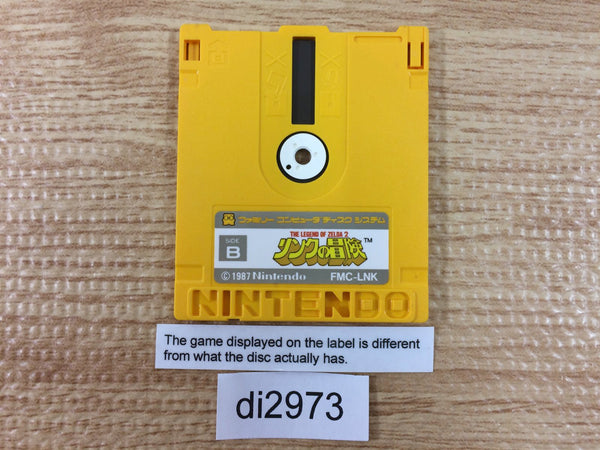 ファミリー コンピュータ ディスク システム
SIDE
B
THE LEGEND OF ZELDA 2
リンクの冒険™
©1987 Nintendo FMC-LNK
NINTENDO
The game displayed on the label is different
from what the disc actually has.
di2973